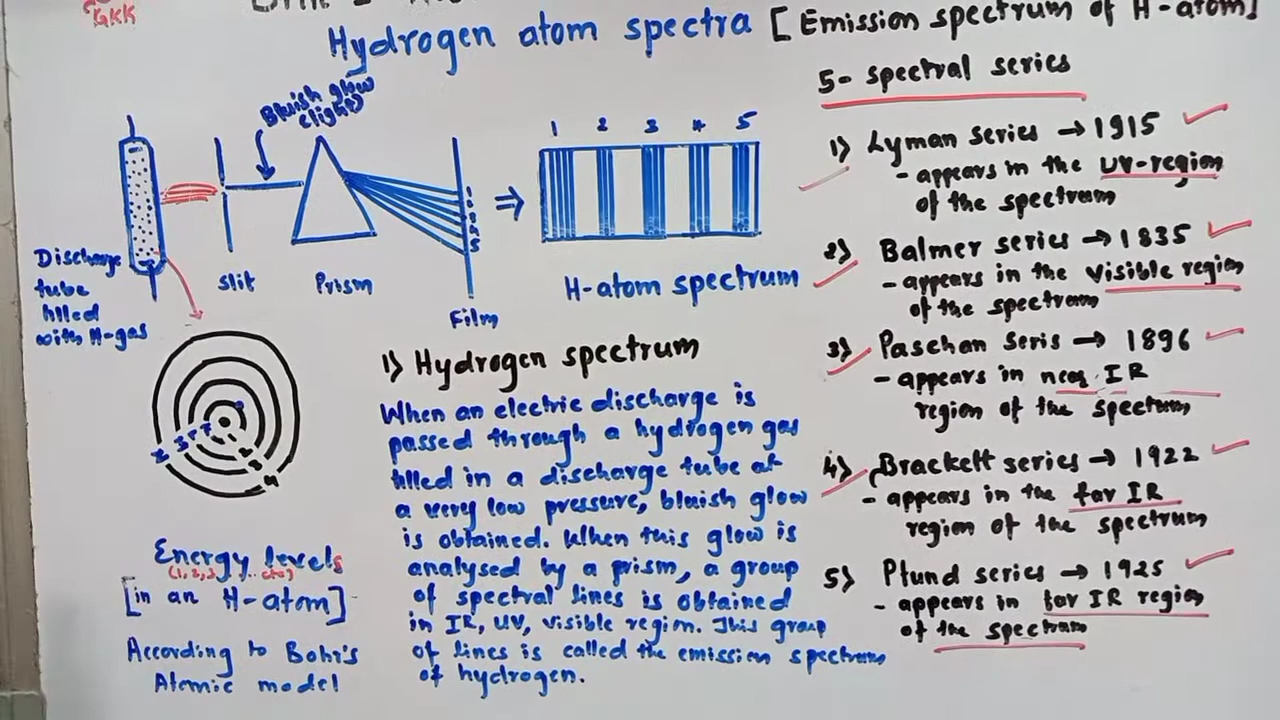 GKK
Hydrogen atom spectra [Emission spectrum of H-atom]
Bluish glow
(light)
Discharge
tube
filled
with H-gas
Slit
Prism
Film
1 2 3 4 5
H-atom spectrum
Energy levels
(1, 2, 3, ... etc)
[in an H-atom]
According to Bohr's
Atomic model
1) Hydrogen spectrum
When an electric discharge is
passed through a hydrogen gas
filled in a discharge tube at
a very low pressure, bluish glow
is obtained. When this glow is
analysed by a prism, a group
of spectral lines is obtained
in IR, UV, visible region. This group
of lines is called the emission spectrum
of hydrogen.
5- spectral series
1) Lyman series → 1915
- appears in the UV-region
of the spectrum
2) Balmer series → 1835
- appears in the visible region
of the spectrum
3) Paschan seris → 1896
- appears in near IR
region of the spectum
4) Brackett series → 1922
- appears in the far IR
region of the spectrum
5) Pfund series → 1925
- appears in far IR region
of the spectrum